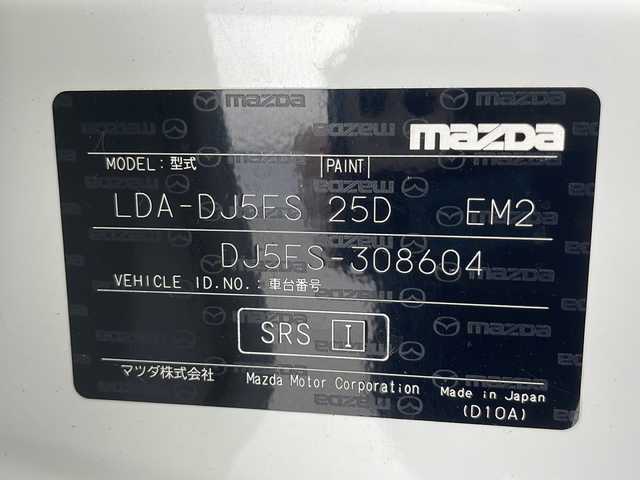 mazda
MODEL：型式 PAINT
LDA-DJ5FS 25D EM2
DJ5FS-308604
VEHICLE ID.NO.：車台番号
SRS I
マツダ株式会社 Mazda Motor Corporation Made in Japan
(D10A)